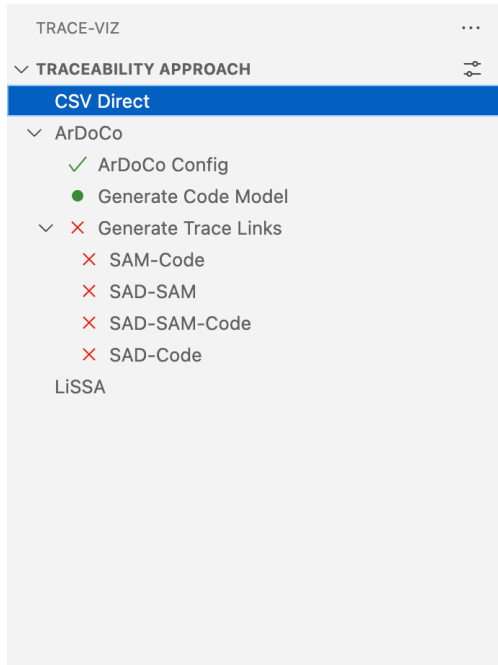 TRACE-VIZ
TRACEABILITY APPROACH
CSV Direct
ArDoCo
ArDoCo Config
Generate Code Model
Generate Trace Links
SAM-Code
SAD-SAM
SAD-SAM-Code
SAD-Code
LiSSA